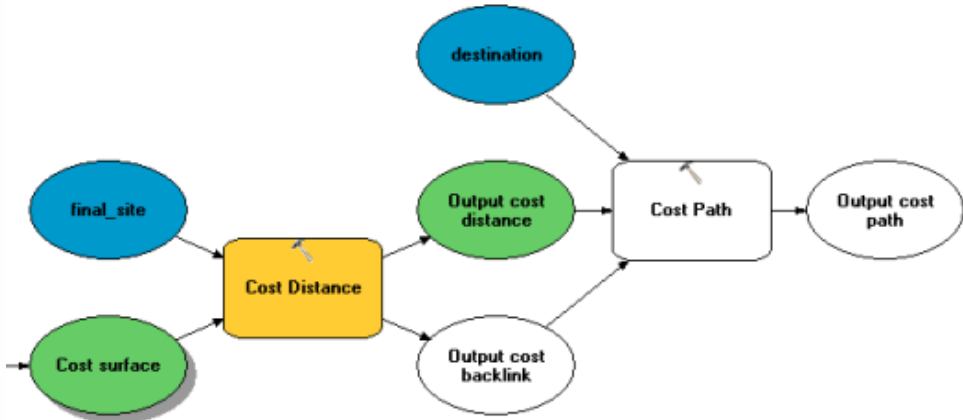 destination
final_site
Output cost
distance
Cost Path
Output cost
path
Cost Distance
Cost surface
Output cost
backlink